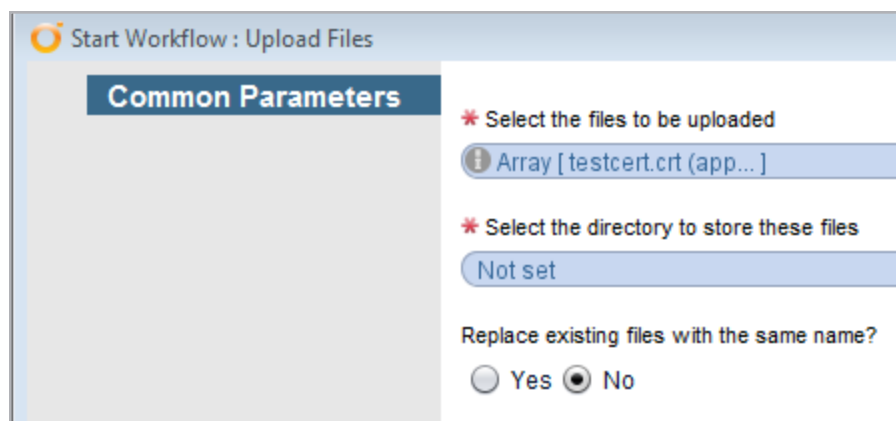 Start Workflow : Upload Files
Common Parameters
* Select the files to be uploaded
Array [ testcert.crt (app... ]
* Select the directory to store these files
Not set
Replace existing files with the same name?
Yes No